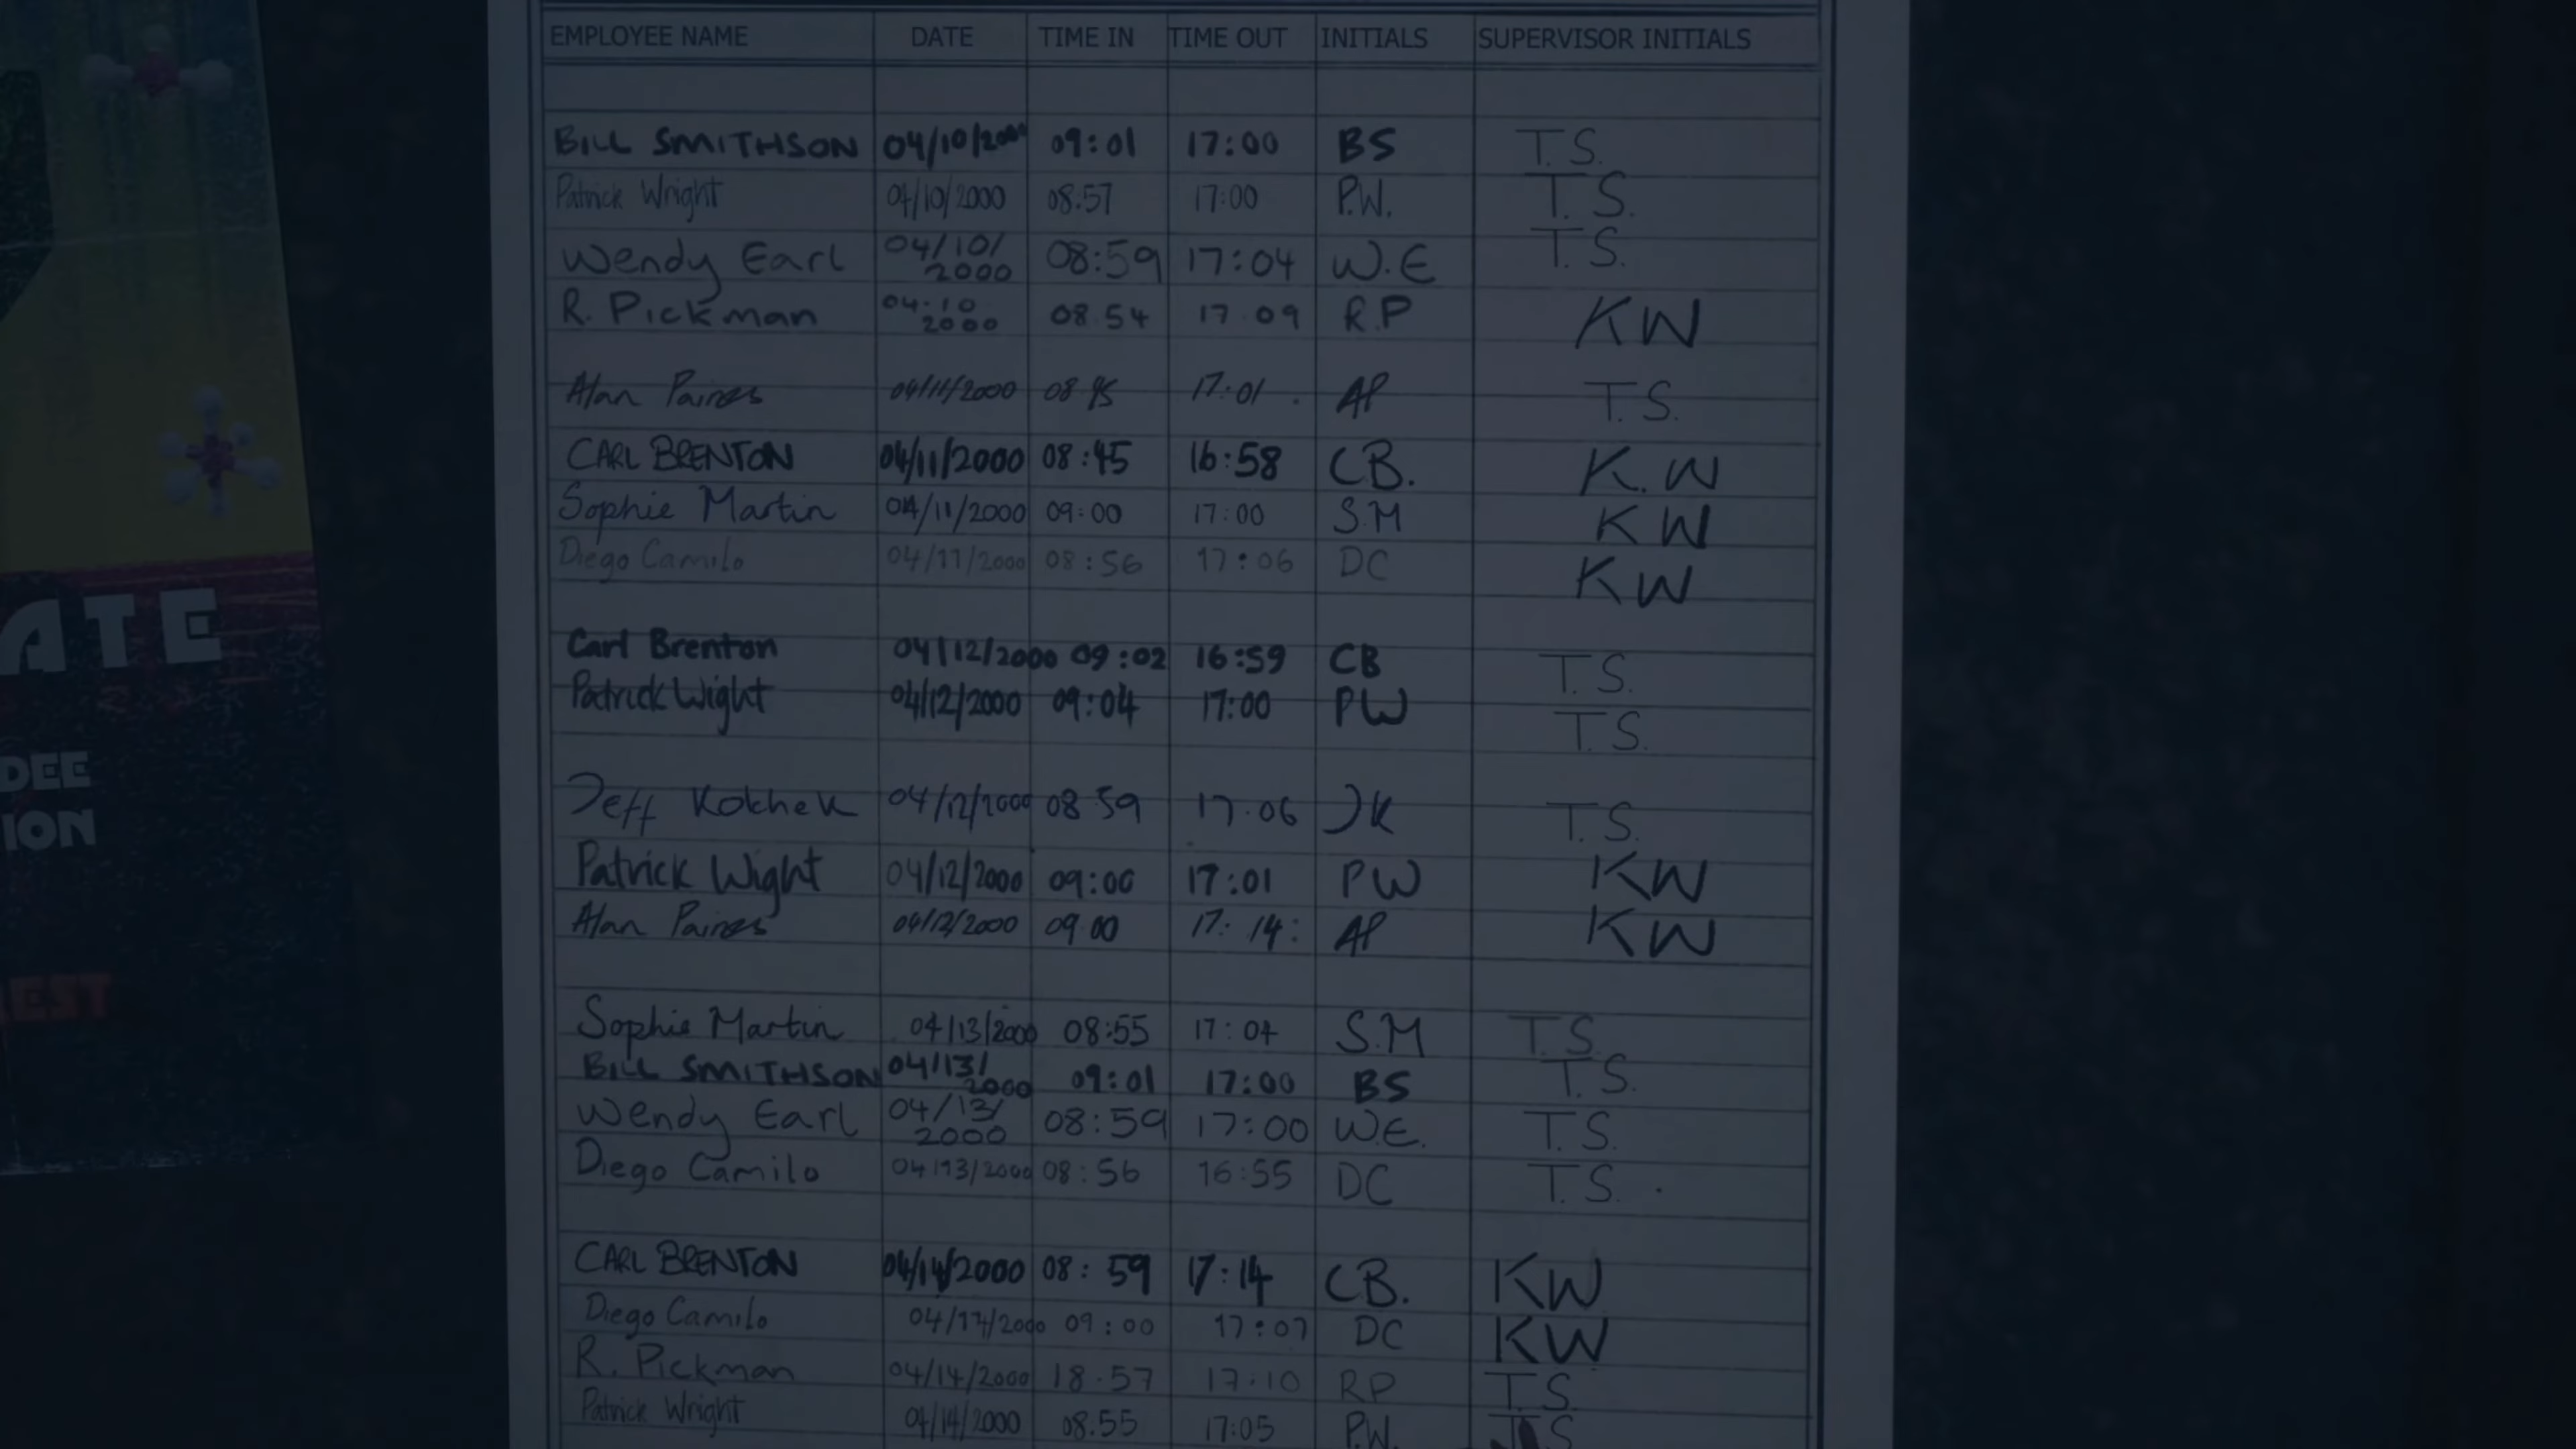 EMPLOYEE NAME DATE TIME IN TIME OUT INITIALS SUPERVISOR INITIALS
BILL SMITHSON 04/10/2000 09:01 17:00 BS T.S.
Patrick Wright 04/10/2000 08.57 17:00 P.W. T.S.
Wendy Earl 04/10/2000 08:59 17:04 W.E T.S.
R. Pickman 04.10 2000 08.54 17 09 R.P KW
Alan Paires 04/11/2000 08 17:01 AP T.S.
CARL BRENTON 04/11/2000 08:45 16:58 CB. K.W
Sophie Martin 04/11/2000 09:00 17:00 S.M KW
Diego Camilo 04/11/2000 08:56 17:06 DC KW
Carl Brenton 04/12/2000 09:02 16:59 CB T.S.
Patrick Wight 04/12/2000 09:04 17:00 PW T.S.
Jeff Kokhek 04/12/2000 08 59 17.06 JK T.S.
Patrick Wight 04/12/2000 09:00 17:01 PW KW
Alan Paires 04/12/2000 09 00 17:14: AP KW
Sophie Martin 04/13/2000 08:55 17:04 S.M T.S
BILL SMITHSON 04/13/2000 09:01 17:00 BS T.S.
Wendy Earl 04/13/2000 08:59 17:00 W.E. T.S.
Diego Camilo 04/13/2000 08:56 16:55 DC T.S.
CARL BRENTON 04/14/2000 08:59 17:14 CB. KW
Diego Camilo 04/14/2000 09:00 17:07 DC KW
R. Pickman 04/14/2000 18.57 17.10 RP T.S
Patrick Wright 04/14/2000 08.55 17:05 P.W.
ATE
DEE
ION
EST